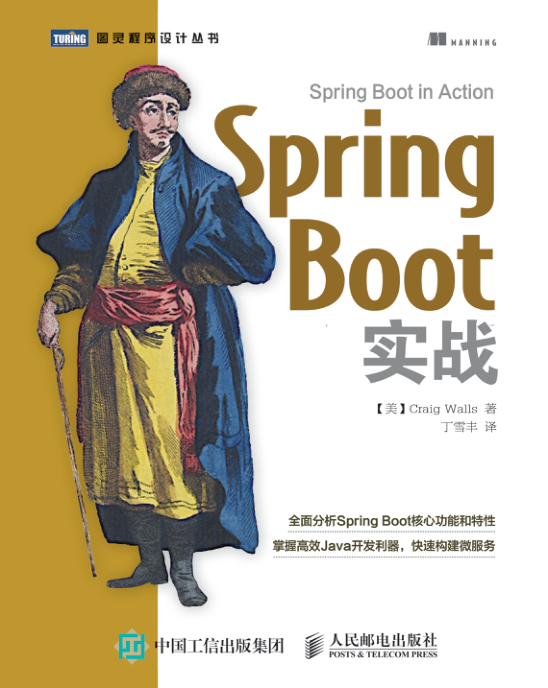 TURING 图灵程序设计丛书
MANNING
Spring Boot in Action
Spring
Boot
实战
【美】Craig Walls 著
丁雪丰 译
全面分析Spring Boot核心功能和特性
掌握高效Java开发利器，快速构建微服务
中国工信出版集团
人民邮电出版社
POSTS & TELECOM PRESS